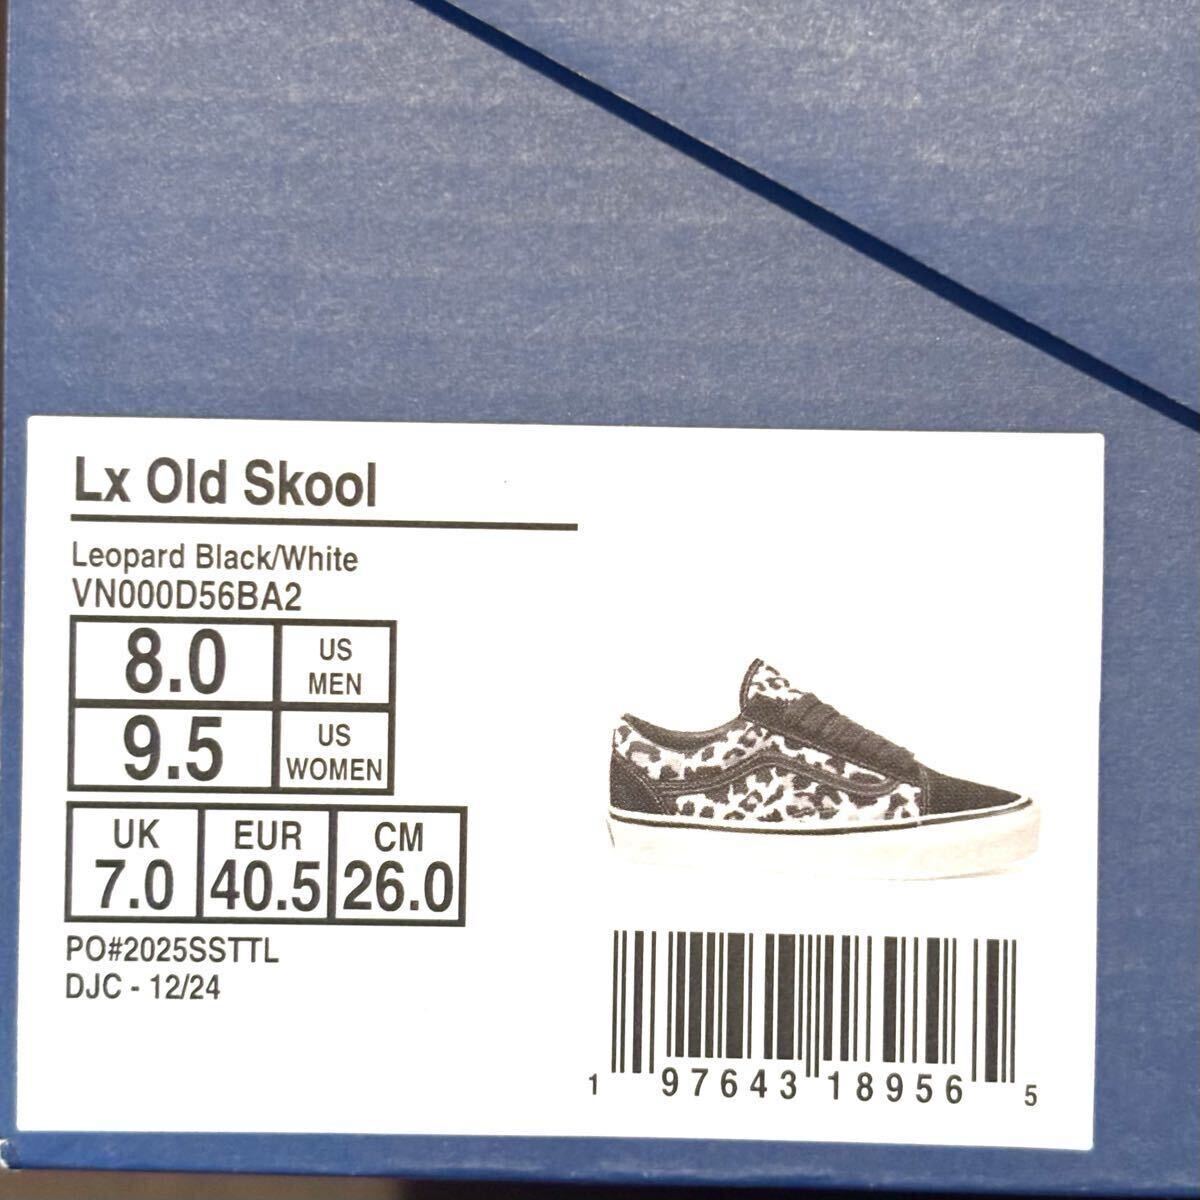 Lx Old Skool
Leopard Black/White
VN000D56BA2
8.0 US MEN
9.5 US WOMEN
UK EUR CM
7.0 40.5 26.0
PO#2025SSTTL
DJC - 12/24
1 97643 18956 5